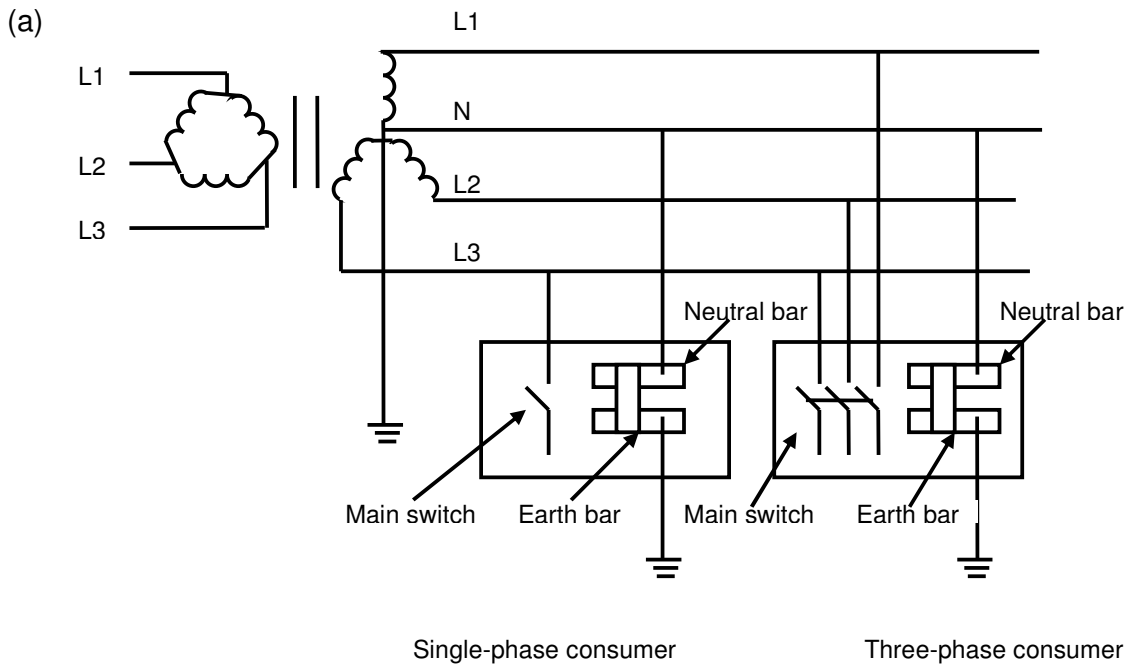 (a)
L1
L1
N
L2
L2
L3
L3
Neutral bar
Neutral bar
Main switch
Earth bar
Main switch
Earth bar
Single-phase consumer
Three-phase consumer